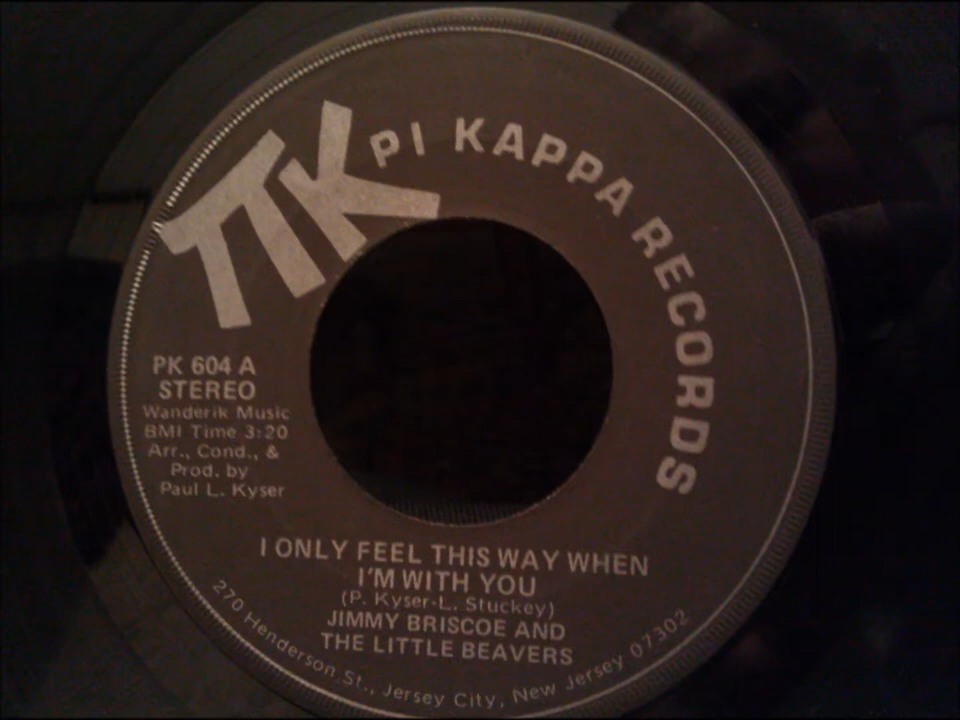 ΠK
PI KAPPA RECORDS
PK 604 A
STEREO
Wanderik Music
BMI Time 3:20
Arr., Cond., &
Prod. by
Paul L. Kyser
I ONLY FEEL THIS WAY WHEN
I'M WITH YOU
(P. Kyser-L. Stuckey)
JIMMY BRISCOE AND
THE LITTLE BEAVERS
270 Henderson St., Jersey City, New Jersey 07302